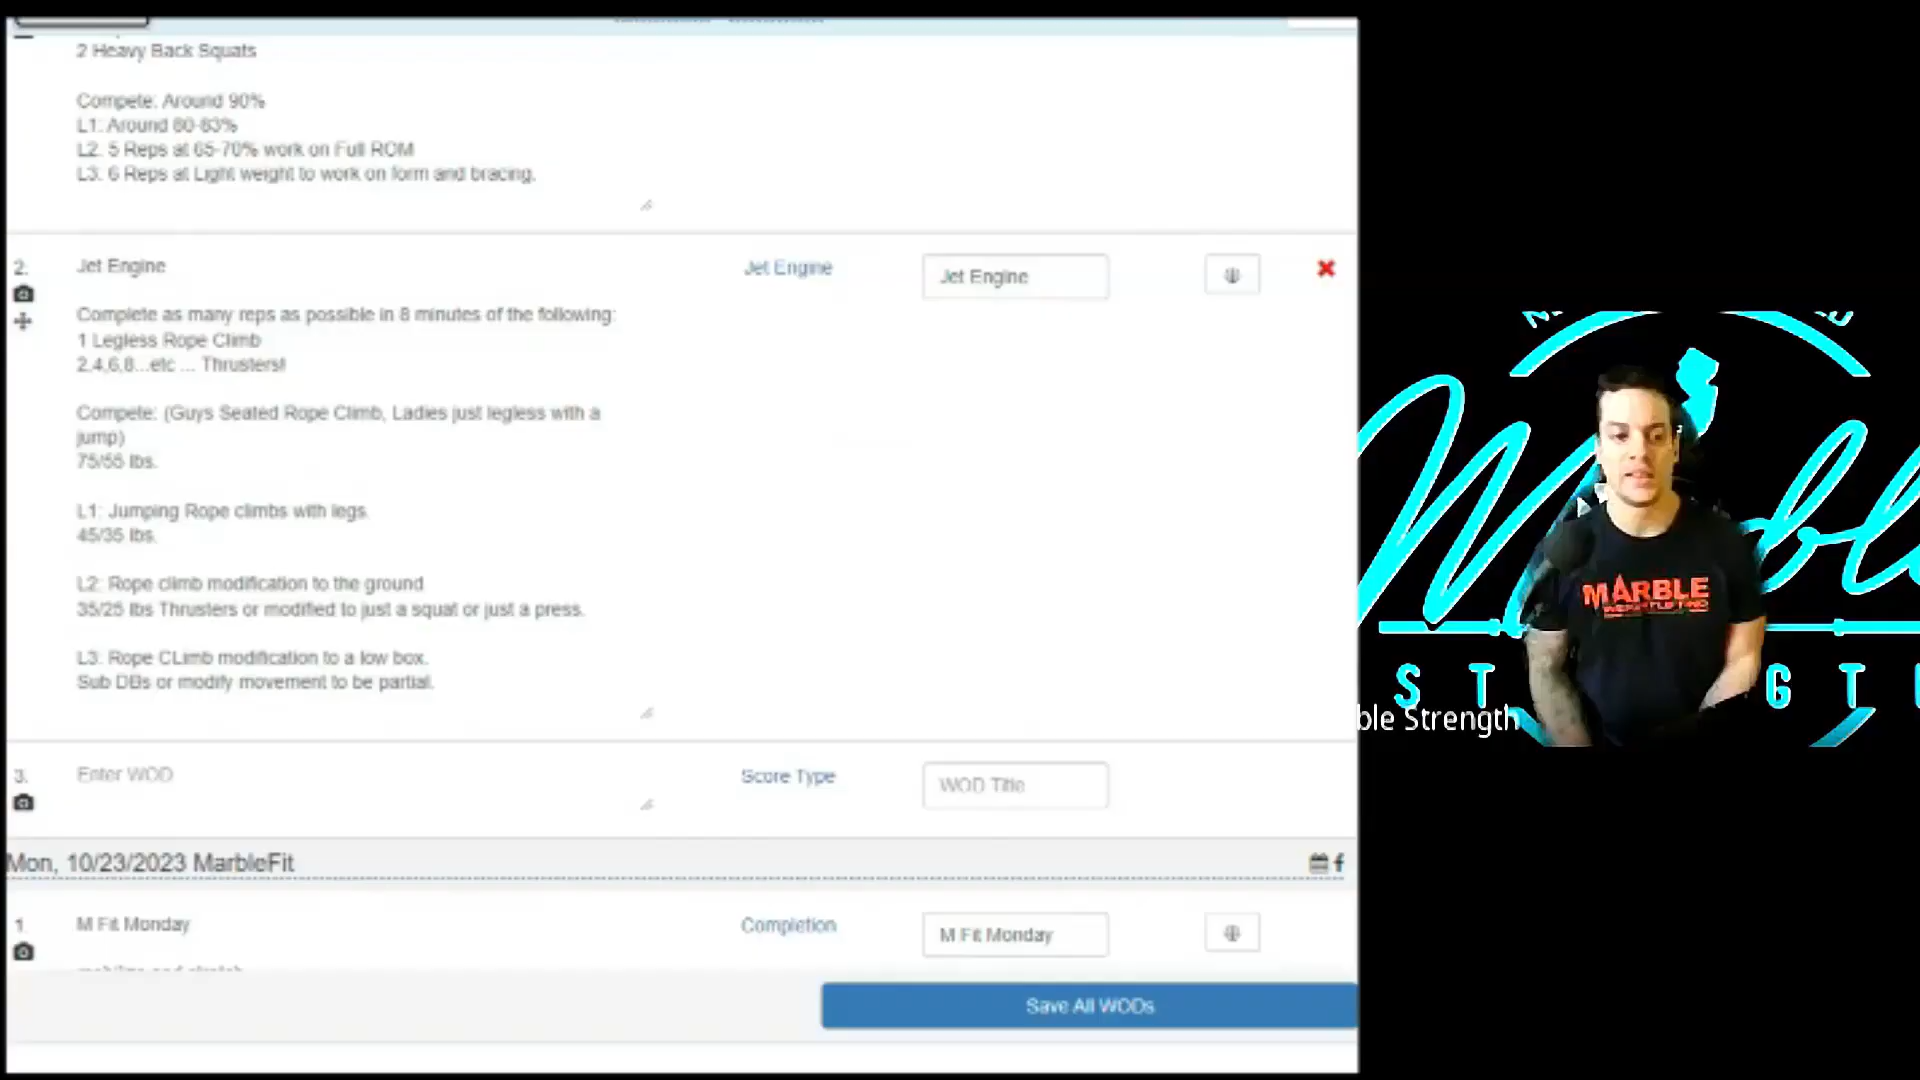 2 Heavy Back Squats
Compete: Around 90%
L1: Around 80-83%
L2: 5 Reps at 65-70% work on Full ROM
L3: 6 Reps at Light weight to work on form and bracing.
2. Jet Engine Jet Engine Jet Engine
Complete as many reps as possible in 8 minutes of the following:
1 Legless Rope Climb
2,4,6,8...etc ... Thrusters!
Compete: (Guys Seated Rope Climb, Ladies just legless with a
jump)
75/55 lbs.
L1: Jumping Rope climbs with legs.
45/35 lbs.
L2: Rope climb modification to the ground
35/25 lbs Thrusters or modified to just a squat or just a press.
L3: Rope CLimb modification to a low box.
Sub DBs or modify movement to be partial.
3. Enter WOD Score Type WOD Title
Mon, 10/23/2023 MarbleFit
1 M Fit Monday Completion M Fit Monday
Save All WODs
MARBLE
WEIGHTLIFTING
ble Strength